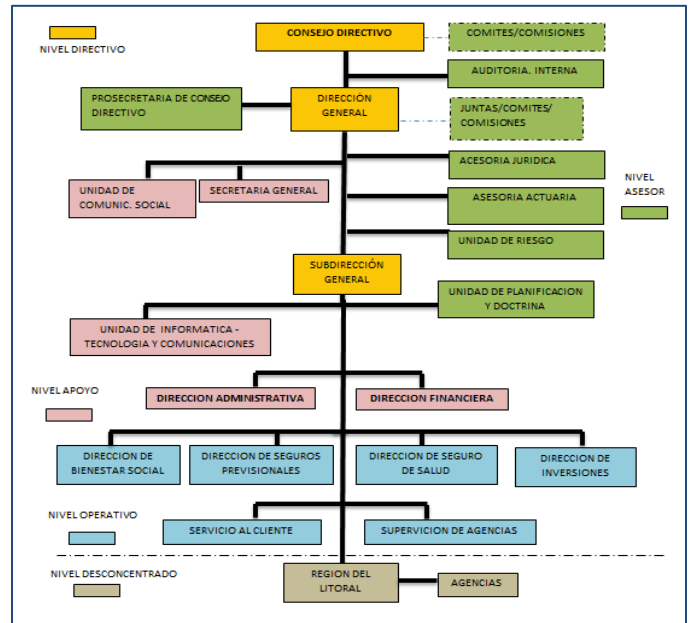 CONSEJO DIRECTIVO
COMITES/COMISIONES
NIVEL DIRECTIVO
AUDITORIA. INTERNA
PROSECRETARIA DE CONSEJO
DIRECTIVO
DIRECCIÓN
GENERAL
JUNTAS/COMITES/
COMISIONES
ACESORIA JURIDICA
UNIDAD DE
COMUNIC. SOCIAL
SECRETARIA GENERAL
NIVEL
ASESOR
ASESORIA ACTUARIA
UNIDAD DE RIESGO
SUBDIRECCIÓN
GENERAL
UNIDAD DE PLANIFICACION
Y DOCTRINA
UNIDAD DE INFORMATICA -
TECNOLOGIA Y COMUNICACIONES
NIVEL APOYO
DIRECCION ADMINISTRATIVA
DIRECCION FINANCIERA
DIRECCION DE
BIENESTAR SOCIAL
DIRECCION DE SEGUROS
PREVISIONALES
DIRECCION DE SEGURO
DE SALUD
DIRECCION DE
INVERSIONES
NIVEL OPERATIVO
SERVICIO AL CLIENTE
SUPERVICION DE AGENCIAS
NIVEL DESCONCENTRADO
REGION DEL
LITORAL
AGENCIAS